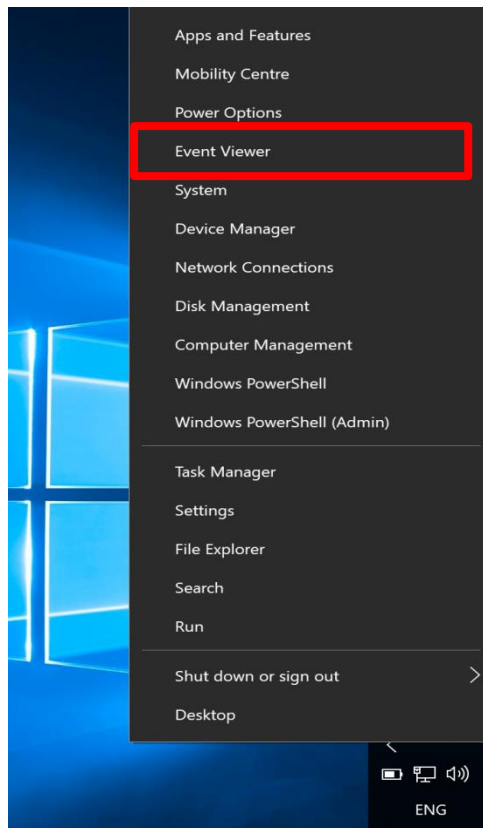 Apps and Features
Mobility Centre
Power Options
Event Viewer
System
Device Manager
Network Connections
Disk Management
Computer Management
Windows PowerShell
Windows PowerShell (Admin)
Task Manager
Settings
File Explorer
Search
Run
Shut down or sign out
Desktop
ENG